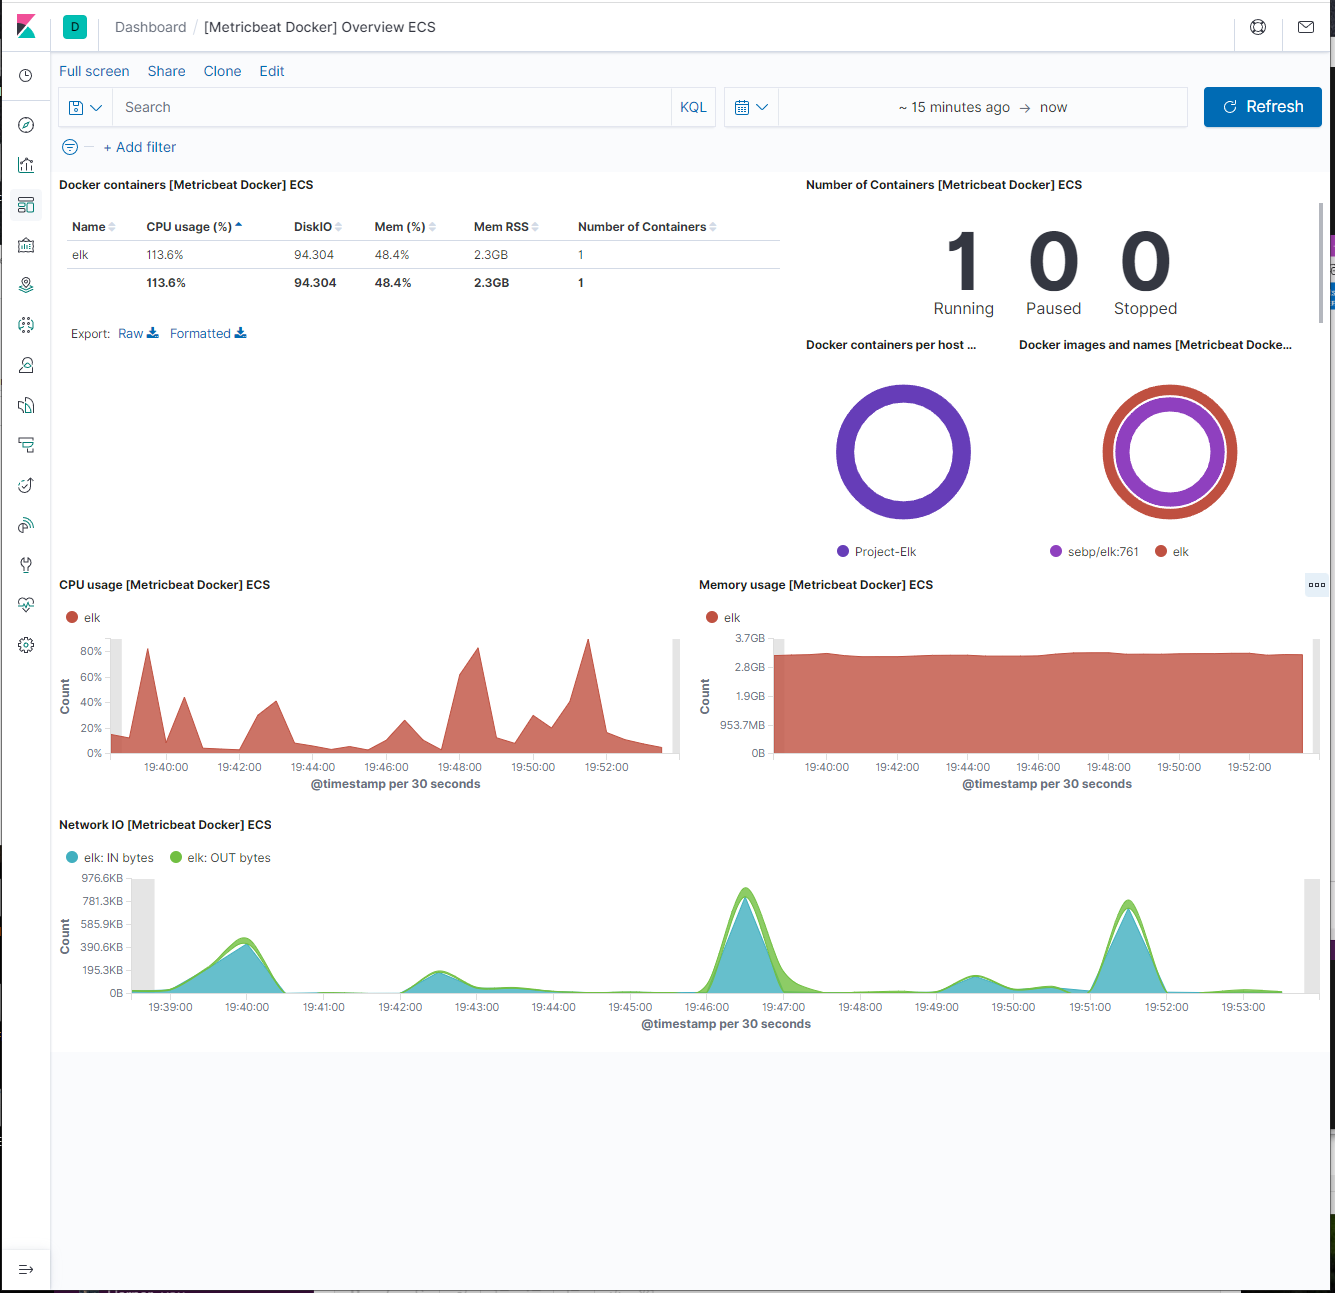 D Dashboard / [Metricbeat Docker] Overview ECS
Full screen Share Clone Edit
Search KQL ~ 15 minutes ago → now Refresh
+ Add filter
Docker containers [Metricbeat Docker] ECS
Name CPU usage (%) DiskIO Mem (%) Mem RSS Number of Containers
elk 113.6% 94.304 48.4% 2.3GB 1
113.6% 94.304 48.4% 2.3GB 1
Export: Raw Formatted
Number of Containers [Metricbeat Docker] ECS
1 0 0
Running Paused Stopped
Docker containers per host ...
Project-Elk
Docker images and names [Metricbeat Docke...
sebp/elk:761 elk
CPU usage [Metricbeat Docker] ECS
elk
80%
60%
40%
20%
0%
Count
19:40:00 19:42:00 19:44:00 19:46:00 19:48:00 19:50:00 19:52:00
@timestamp per 30 seconds
Memory usage [Metricbeat Docker] ECS
elk
3.7GB
2.8GB
1.9GB
953.7MB
0B
Count
19:40:00 19:42:00 19:44:00 19:46:00 19:48:00 19:50:00 19:52:00
@timestamp per 30 seconds
Network IO [Metricbeat Docker] ECS
elk: IN bytes elk: OUT bytes
976.6KB
781.3KB
585.9KB
390.6KB
195.3KB
0B
Count
19:39:00 19:40:00 19:41:00 19:42:00 19:43:00 19:44:00 19:45:00 19:46:00 19:47:00 19:48:00 19:49:00 19:50:00 19:51:00 19:52:00 19:53:00
@timestamp per 30 seconds